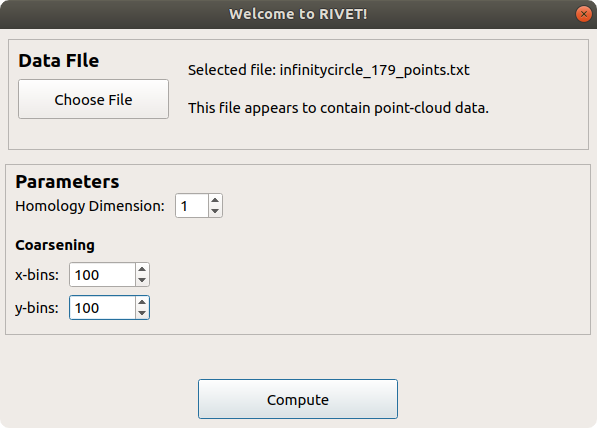 Welcome to RIVET!
Data FIle
Choose File
Selected file: infinitycircle_179_points.txt
This file appears to contain point-cloud data.
Parameters
Homology Dimension: 1
Coarsening
x-bins: 100
y-bins: 100
Compute